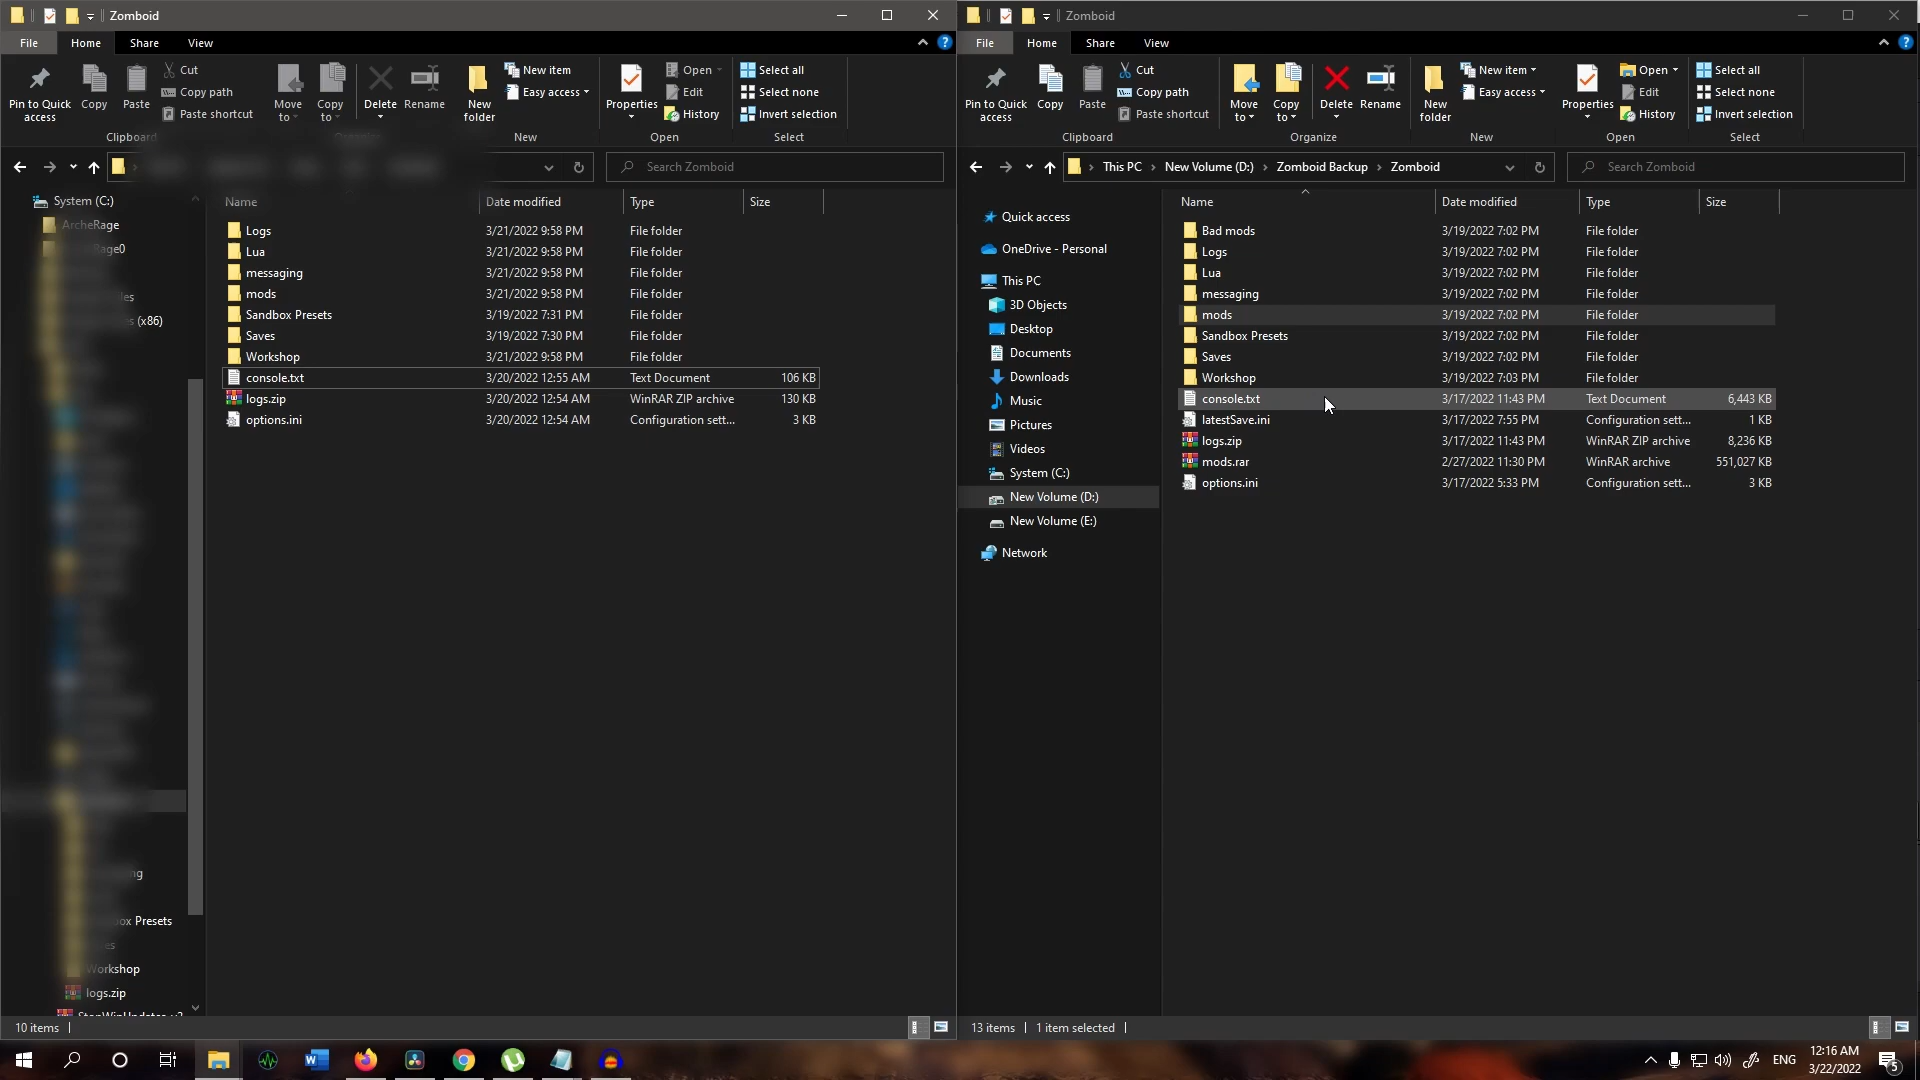 Zomboid
File Home Share View
Pin to Quick access
Copy
Paste
Cut
Copy path
Paste shortcut
Clipboard
Move to
Copy to
Delete
Rename
New folder
New item
Easy access
New
Properties
Open
Edit
History
Open
Select all
Select none
Invert selection
Select
Search Zomboid
System (C:)
ArcheRage
(x86)
ox Presets
Workshop
logs.zip
Name Date modified Type Size
Logs 3/21/2022 9:58 PM File folder
Lua 3/21/2022 9:58 PM File folder
messaging 3/21/2022 9:58 PM File folder
mods 3/21/2022 9:58 PM File folder
Sandbox Presets 3/19/2022 7:31 PM File folder
Saves 3/19/2022 7:30 PM File folder
Workshop 3/21/2022 9:58 PM File folder
console.txt 3/20/2022 12:55 AM Text Document 106 KB
logs.zip 3/20/2022 12:54 AM WinRAR ZIP archive 130 KB
options.ini 3/20/2022 12:54 AM Configuration sett... 3 KB
10 items
Zomboid
File Home Share View
Pin to Quick access
Copy
Paste
Cut
Copy path
Paste shortcut
Clipboard
Move to
Copy to
Delete
Rename
Organize
New folder
New item
Easy access
New
Properties
Open
Edit
History
Open
Select all
Select none
Invert selection
Select
This PC New Volume (D:) Zomboid Backup Zomboid
Search Zomboid
Quick access
OneDrive - Personal
This PC
3D Objects
Desktop
Documents
Downloads
Music
Pictures
Videos
System (C:)
New Volume (D:)
New Volume (E:)
Network
Name Date modified Type Size
Bad mods 3/19/2022 7:02 PM File folder
Logs 3/19/2022 7:02 PM File folder
Lua 3/19/2022 7:02 PM File folder
messaging 3/19/2022 7:02 PM File folder
mods 3/19/2022 7:02 PM File folder
Sandbox Presets 3/19/2022 7:02 PM File folder
Saves 3/19/2022 7:02 PM File folder
Workshop 3/19/2022 7:03 PM File folder
console.txt 3/17/2022 11:43 PM Text Document 6,443 KB
latestSave.ini 3/17/2022 7:55 PM Configuration sett... 1 KB
logs.zip 3/17/2022 11:43 PM WinRAR ZIP archive 8,236 KB
mods.rar 2/27/2022 11:30 PM WinRAR archive 551,027 KB
options.ini 3/17/2022 5:33 PM Configuration sett... 3 KB
13 items 1 item selected
ENG
12:16 AM
3/22/2022
5